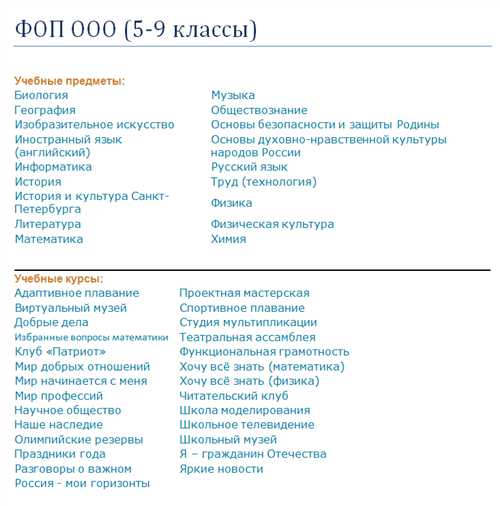 ФОП ООО (5-9 классы)
Учебные предметы:
Биология
География
Изобразительное искусство
Иностранный язык
(английский)
Информатика
История
История и культура Санкт-
Петербурга
Литература
Математика
Музыка
Обществознание
Основы безопасности и защиты Родины
Основы духовно-нравственной культуры
народов России
Русский язык
Труд (технология)
Физика
Физическая культура
Химия
Учебные курсы:
Адаптивное плавание
Виртуальный музей
Добрые дела
Избранные вопросы математики
Клуб «Патриот»
Мир добрых отношений
Мир начинается с меня
Мир профессий
Научное общество
Наше наследие
Олимпийские резервы
Праздники года
Разговоры о важном
Россия - мои горизонты
Проектная мастерская
Спортивное плавание
Студия мультипликации
Театральная ассамблея
Функциональная грамотность
Хочу всё знать (математика)
Хочу всё знать (физика)
Читательский клуб
Школа моделирования
Школьное телевидение
Школьный музей
Я – гражданин Отечества
Яркие новости